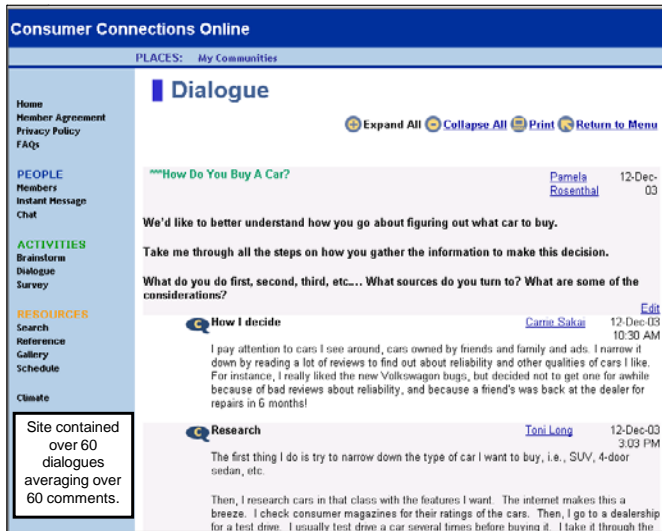 Consumer Connections Online
PLACES: My Communities
Home
Member Agreement
Privacy Policy
FAQs
PEOPLE
Members
Instant Message
Chat
ACTIVITIES
Brainstorm
Dialogue
Survey
RESOURCES
Search
Reference
Gallery
Schedule
Climate
Site contained
over 60
dialogues
averaging over
60 comments.
Dialogue
Expand All Collapse All Print Return to Menu
^^^How Do You Buy A Car? Pamela 12-Dec-
Rosenthal 03
We'd like to better understand how you go about figuring out what car to buy.
Take me through all the steps on how you gather the information to make this decision.
What do you do first, second, third, etc.... What sources do you turn to? What are some of the
considerations?
Edit
How I decide Carrie Sakai 12-Dec-03
10:30 AM
I pay attention to cars I see around, cars owned by friends and family and ads. I narrow it
down by reading a lot of reviews to find out about reliability and other qualities of cars I like.
For instance, I really liked the new Volkswagon bugs, but decided not to get one for awhile
because of bad reviews about reliability, and because a friend's was back at the dealer for
repairs in 6 months!
Research Toni Long 12-Dec-03
3:03 PM
The first thing I do is try to narrow down the type of car I want to buy, i.e., SUV, 4-door
sedan, etc.
Then, I research cars in that class with the features I want. The internet makes this a
breeze. I check consumer magazines for their ratings of the cars. Then, I go to a dealership
for a test drive. I usually test drive a car several times before buying it. I take it through the